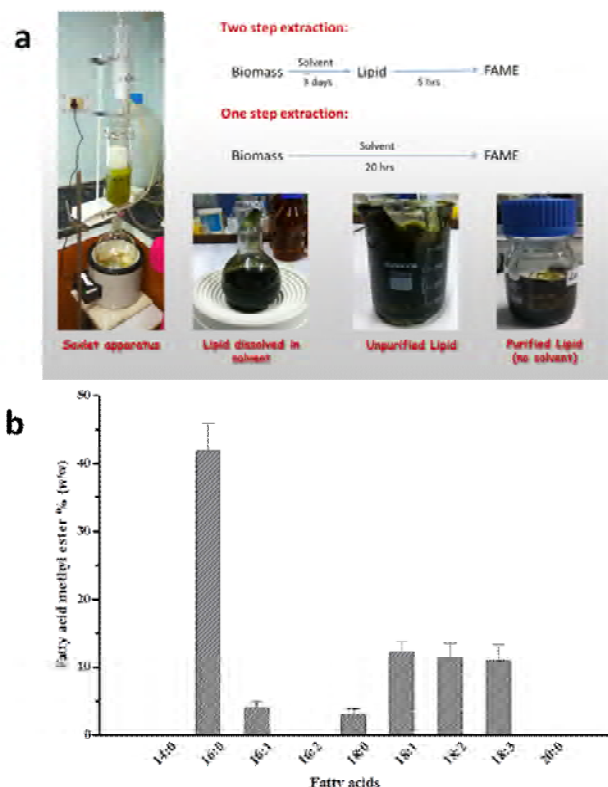 a
Two step extraction:
Biomass
Solvent
3 days
Lipid
5 hrs
FAME
One step extraction:
Biomass
Solvent
20 hrs
FAME
Soxlet apparatus
Lipid dissolved in
solvent
Unpurified Lipid
Purified Lipid
(no solvent)
b
Fatty acid methyl ester % (w/w)
50
40
30
20
10
0
14:0
16:0
16:1
16:2
18:0
18:1
18:2
18:3
20:0
Fatty acids